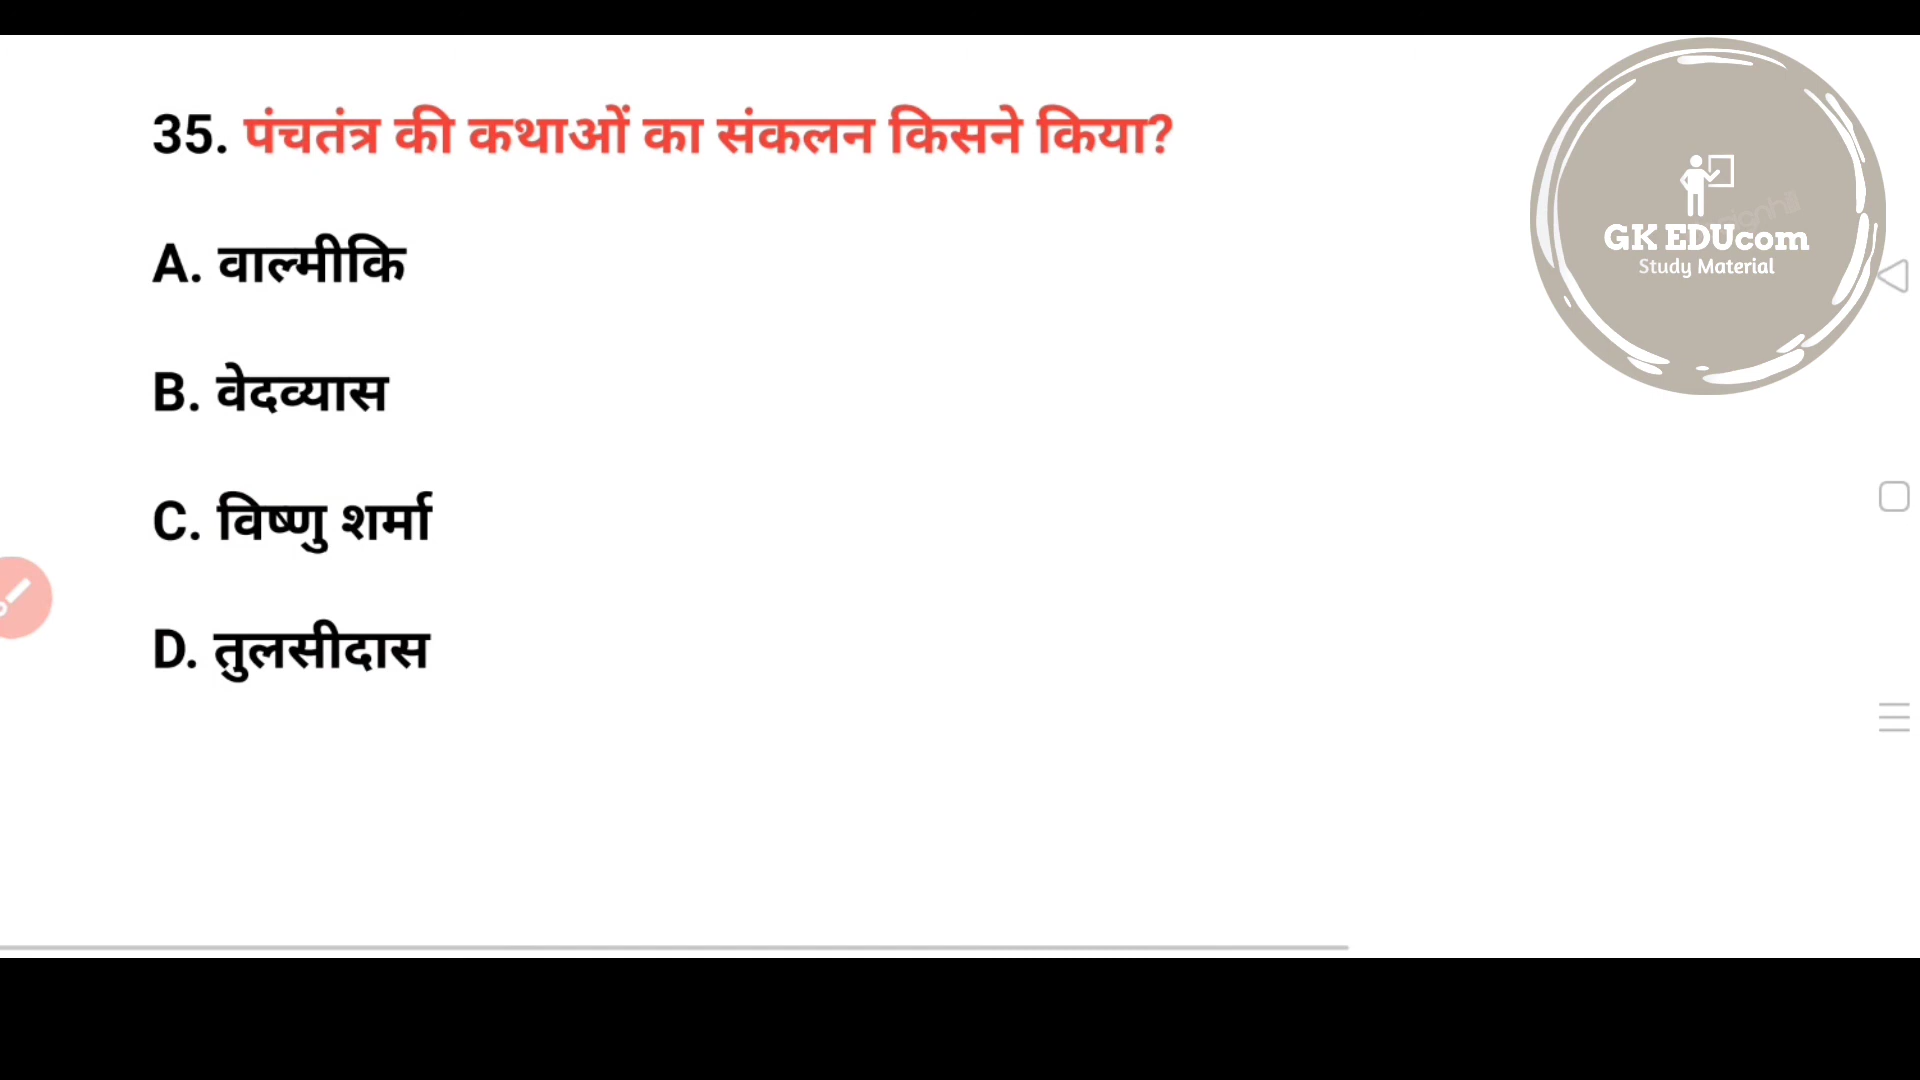 35. पंचतंत्र की कथाओं का संकलन किसने किया?
A. वाल्मीकि
B. वेदव्यास
C. विष्णु शर्मा
D. तुलसीदास
GK EDUcom
Study Material